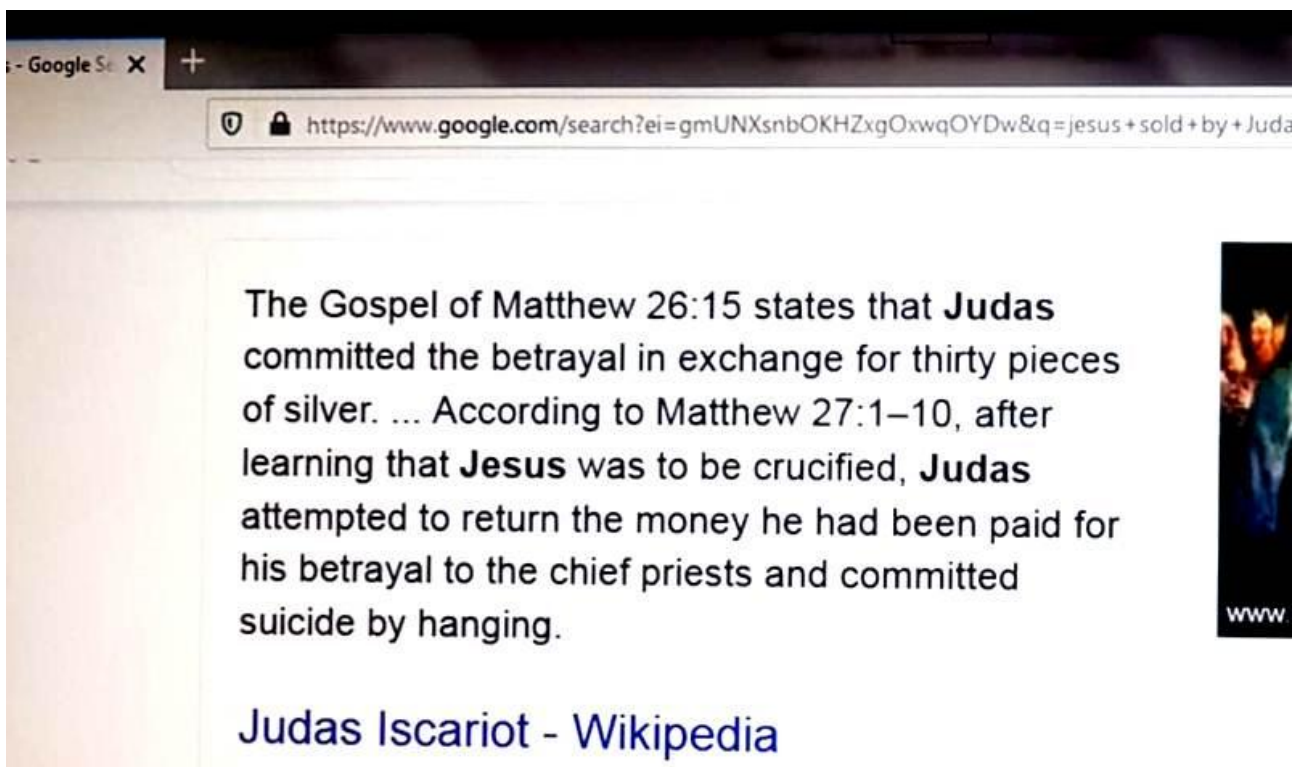 - Google Se
https://www.google.com/search?ei=gmUNXsnbOKHZxgOxwqOYDw&q=jesus+sold+by+Juda
The Gospel of Matthew 26:15 states that Judas
committed the betrayal in exchange for thirty pieces
of silver. ... According to Matthew 27:1–10, after
learning that Jesus was to be crucified, Judas
attempted to return the money he had been paid for
his betrayal to the chief priests and committed
suicide by hanging.
www.
Judas Iscariot - Wikipedia